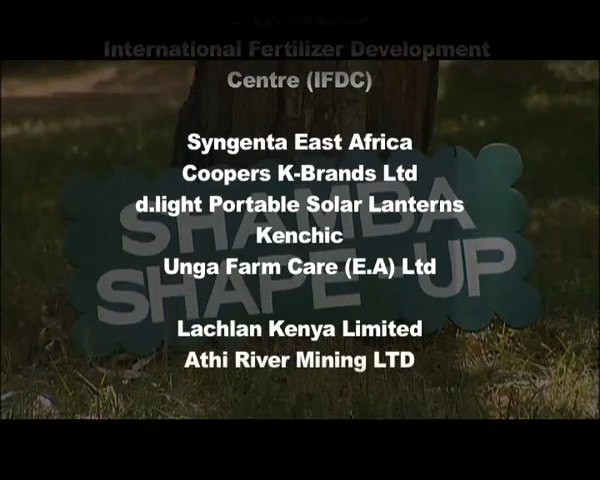 International Fertilizer Development
Centre (IFDC)
Syngenta East Africa
Coopers K-Brands Ltd
d.light Portable Solar Lanterns
Kenchic
Unga Farm Care (E.A) Ltd
Lachlan Kenya Limited
Athi River Mining LTD
SHAMBA
SHAPE-UP